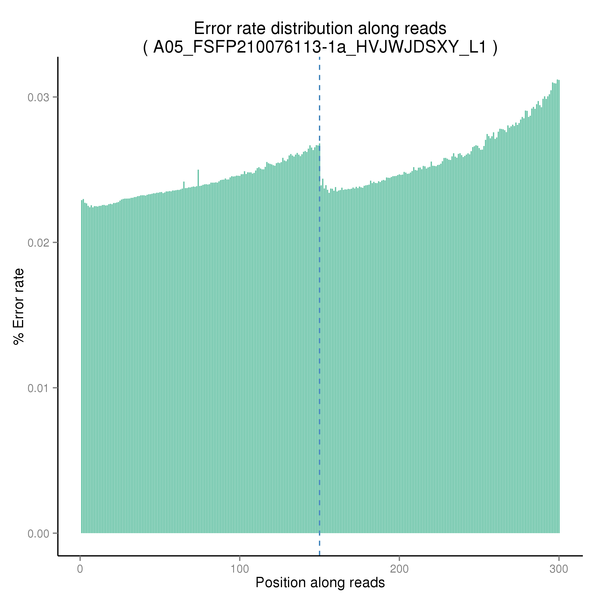 Error rate distribution along reads
( A05_FSFP210076113-1a_HVJWJDSXY_L1 )
% Error rate
0.03
0.02
0.01
0.00
0
100
200
300
Position along reads